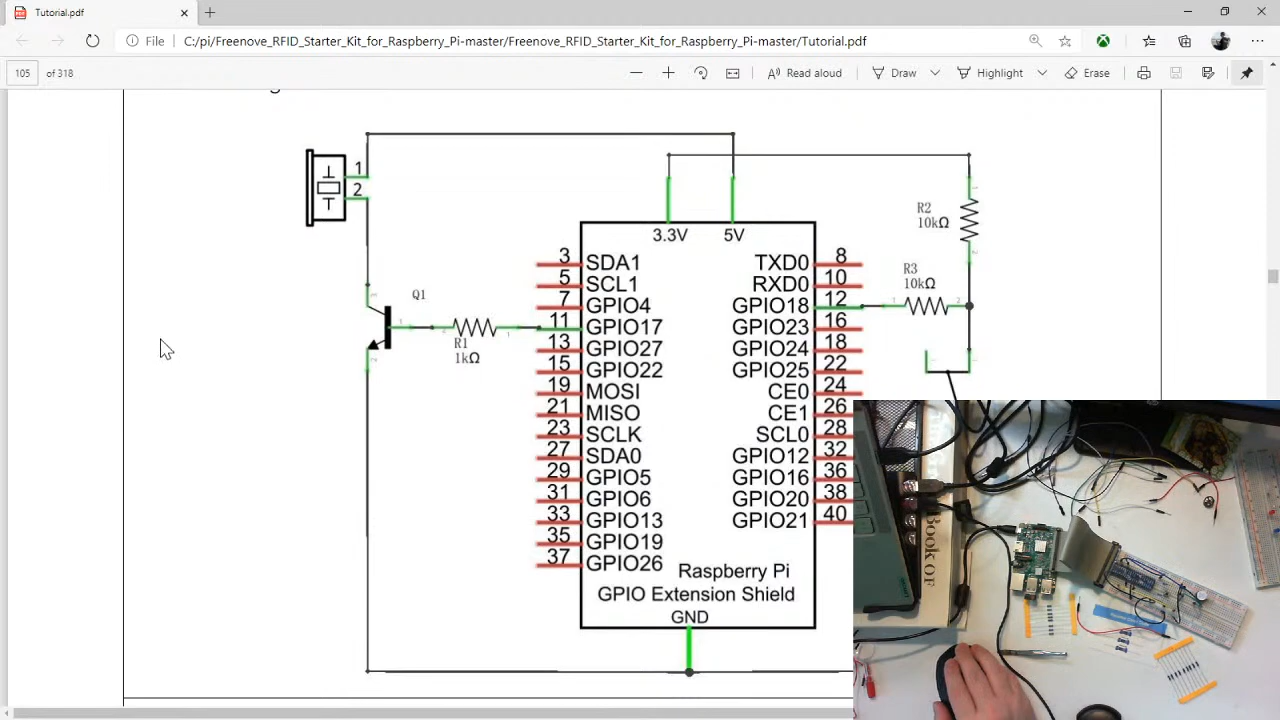 Tutorial.pdf
File C:/pi/Freenove_RFID_Starter_Kit_for_Raspberry_Pi-master/Freenove_RFID_Starter_Kit_for_Raspberry_Pi-master/Tutorial.pdf
105 of 318
Read aloud Draw Highlight Erase
1
2
3.3V 5V
R2
10kΩ
R3
10kΩ
Q1
R1
1kΩ
3 SDA1 TXD0 8
5 SCL1 RXD0 10
7 GPIO4 GPIO18 12
11 GPIO17 GPIO23 16
13 GPIO27 GPIO24 18
15 GPIO22 GPIO25 22
19 MOSI CE0 24
21 MISO CE1 26
23 SCLK SCL0 28
27 SDA0 GPIO12 32
29 GPIO5 GPIO16 36
31 GPIO6 GPIO20 38
33 GPIO13 GPIO21 40
35 GPIO19
37 GPIO26
Raspberry Pi
GPIO Extension Shield
GND
Book of